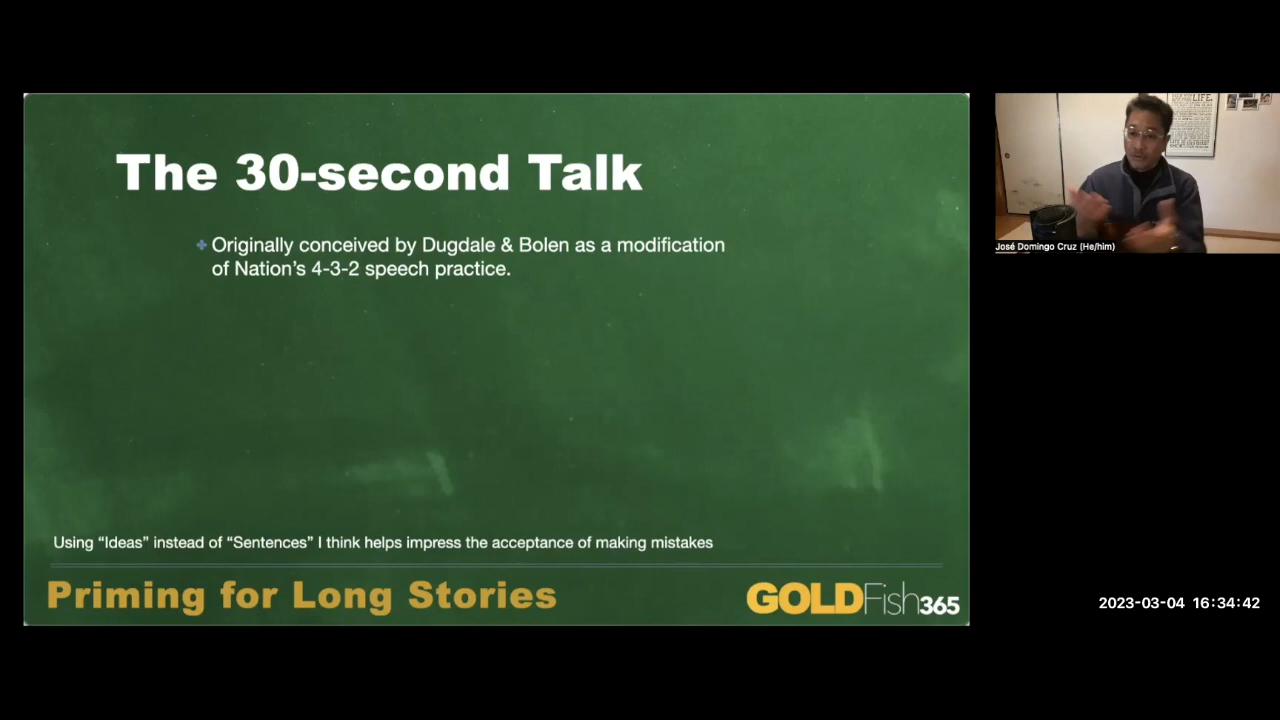 The 30-second Talk
Originally conceived by Dugdale & Bolen as a modification
of Nation’s 4-3-2 speech practice.
Using “Ideas” instead of “Sentences” I think helps impress the acceptance of making mistakes
Priming for Long Stories
GOLDFish365
LIFE.
José Domingo Cruz (He/him)
2023-03-04 16:34:42